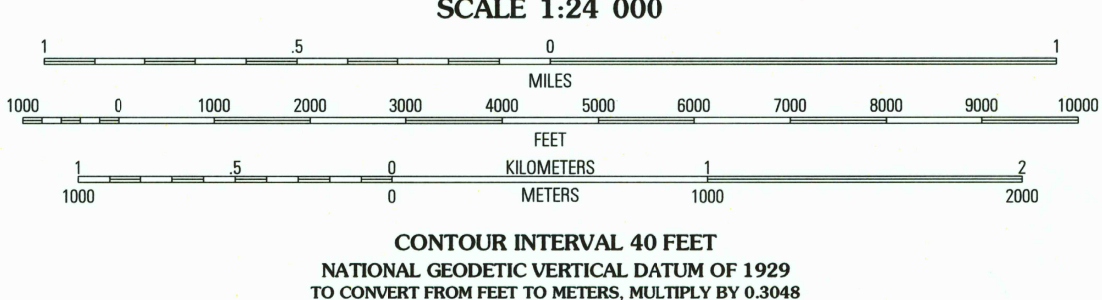 SCALE 1:24 000
1 .5 0 1
MILES
1000 0 1000 2000 3000 4000 5000 6000 7000 8000 9000 10000
FEET
1 .5 0 KILOMETERS 1 2
1000 0 METERS 1000 2000
CONTOUR INTERVAL 40 FEET
NATIONAL GEODETIC VERTICAL DATUM OF 1929
TO CONVERT FROM FEET TO METERS, MULTIPLY BY 0.3048